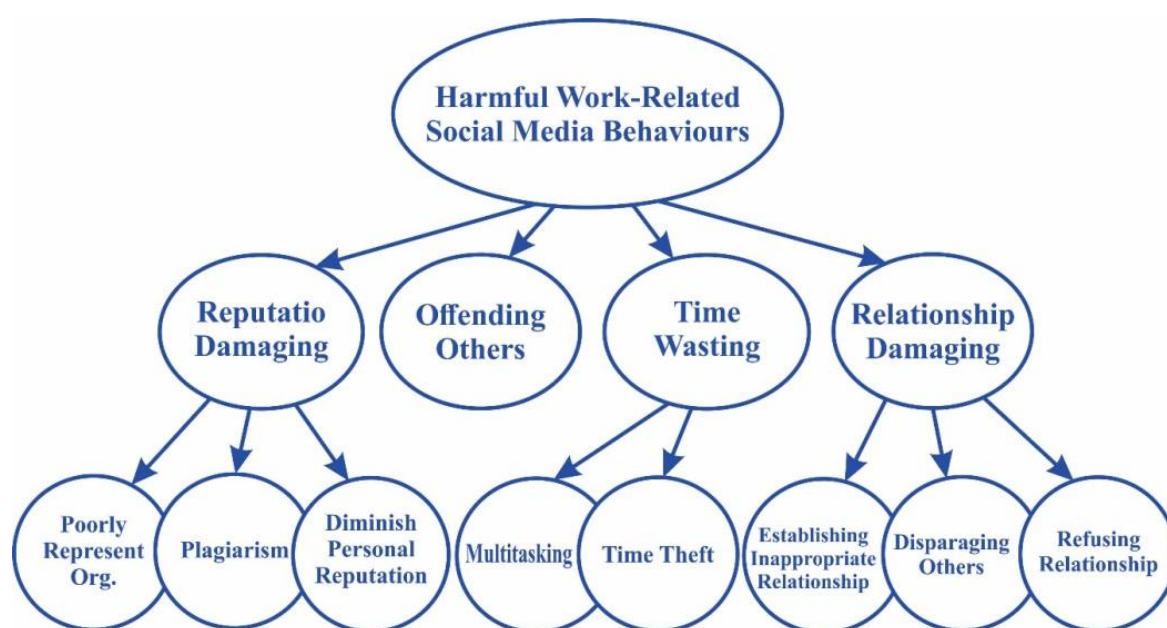 Harmful Work-Related
Social Media Behaviours
Reputatio
Damaging
Offending
Others
Time
Wasting
Relationship
Damaging
Poorly
Represent
Org.
Plagiarism
Diminish
Personal
Reputation
Multitasking
Time Theft
Establishing
Inappropriate
Relationship
Disparaging
Others
Refusing
Relationship